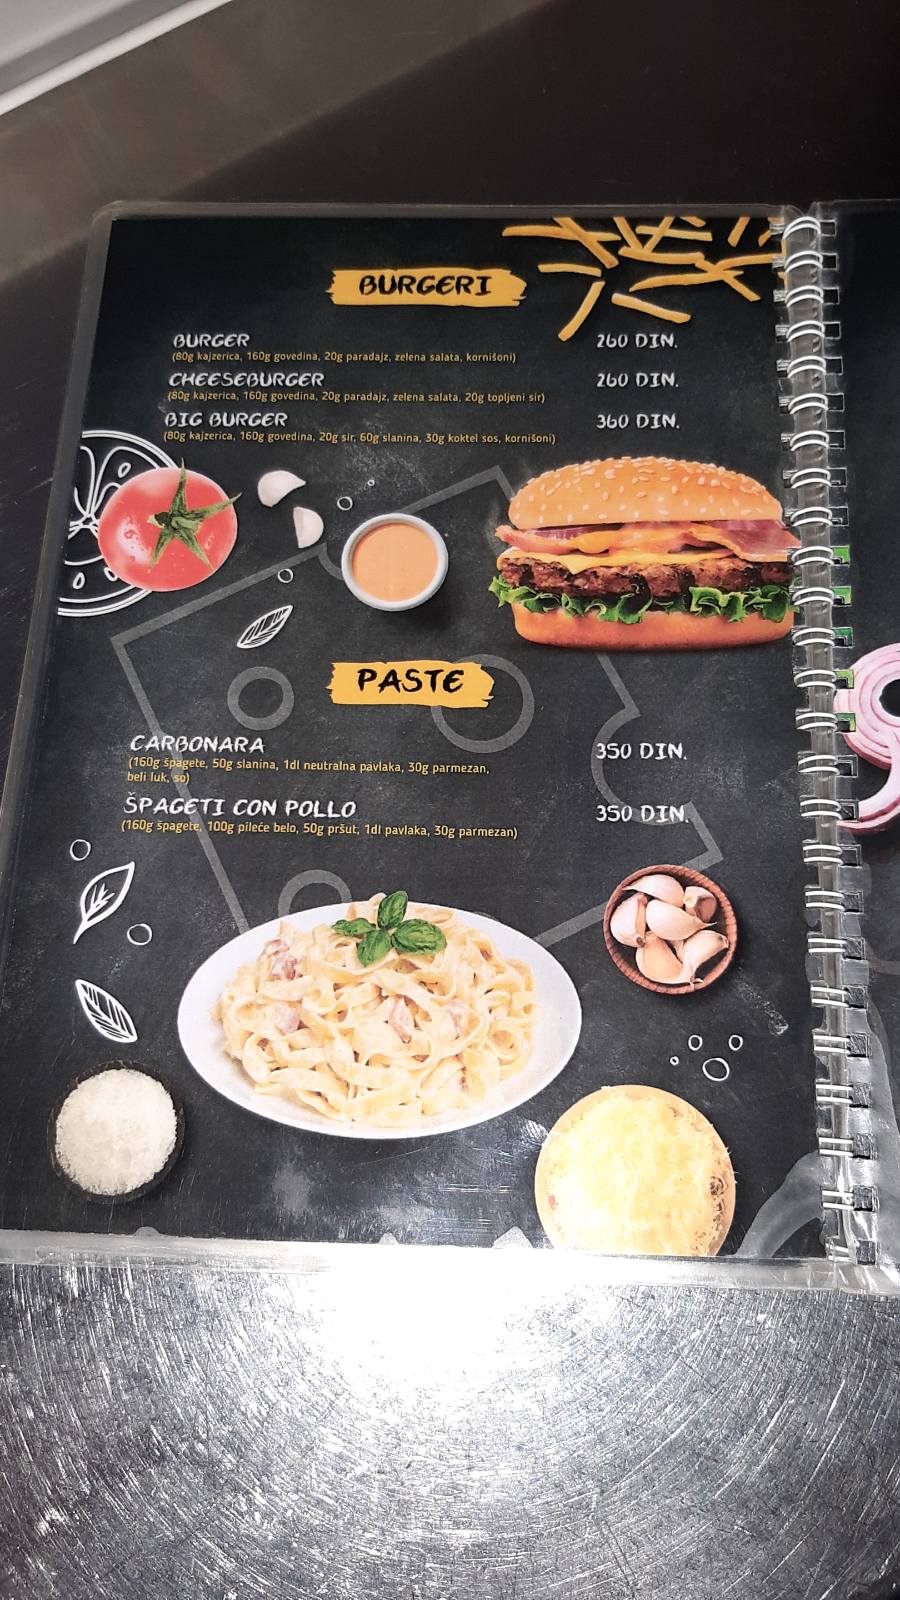 BURGERI
BURGER 260 DIN.
(80g kajzerica, 160g govedina, 20g paradajz, zelena salata, kornišoni)
CHEESEBURGER 260 DIN.
(80g kajzerica, 160g govedina, 20g paradajz, zelena salata, 20g topljeni sir)
BIG BURGER 360 DIN.
(80g kajzerica, 160g govedina, 20g sir, 60g slanina, 30g koktel sos, kornišoni)
PASTE
CARBONARA 350 DIN.
(160g špagete, 50g slanina, 1dl neutralna pavlaka, 30g parmezan,
beli luk, so)
ŠPAGETI CON POLLO 350 DIN.
(160g špagete, 100g pileće belo, 50g pršut, 1dl pavlaka, 30g parmezan)